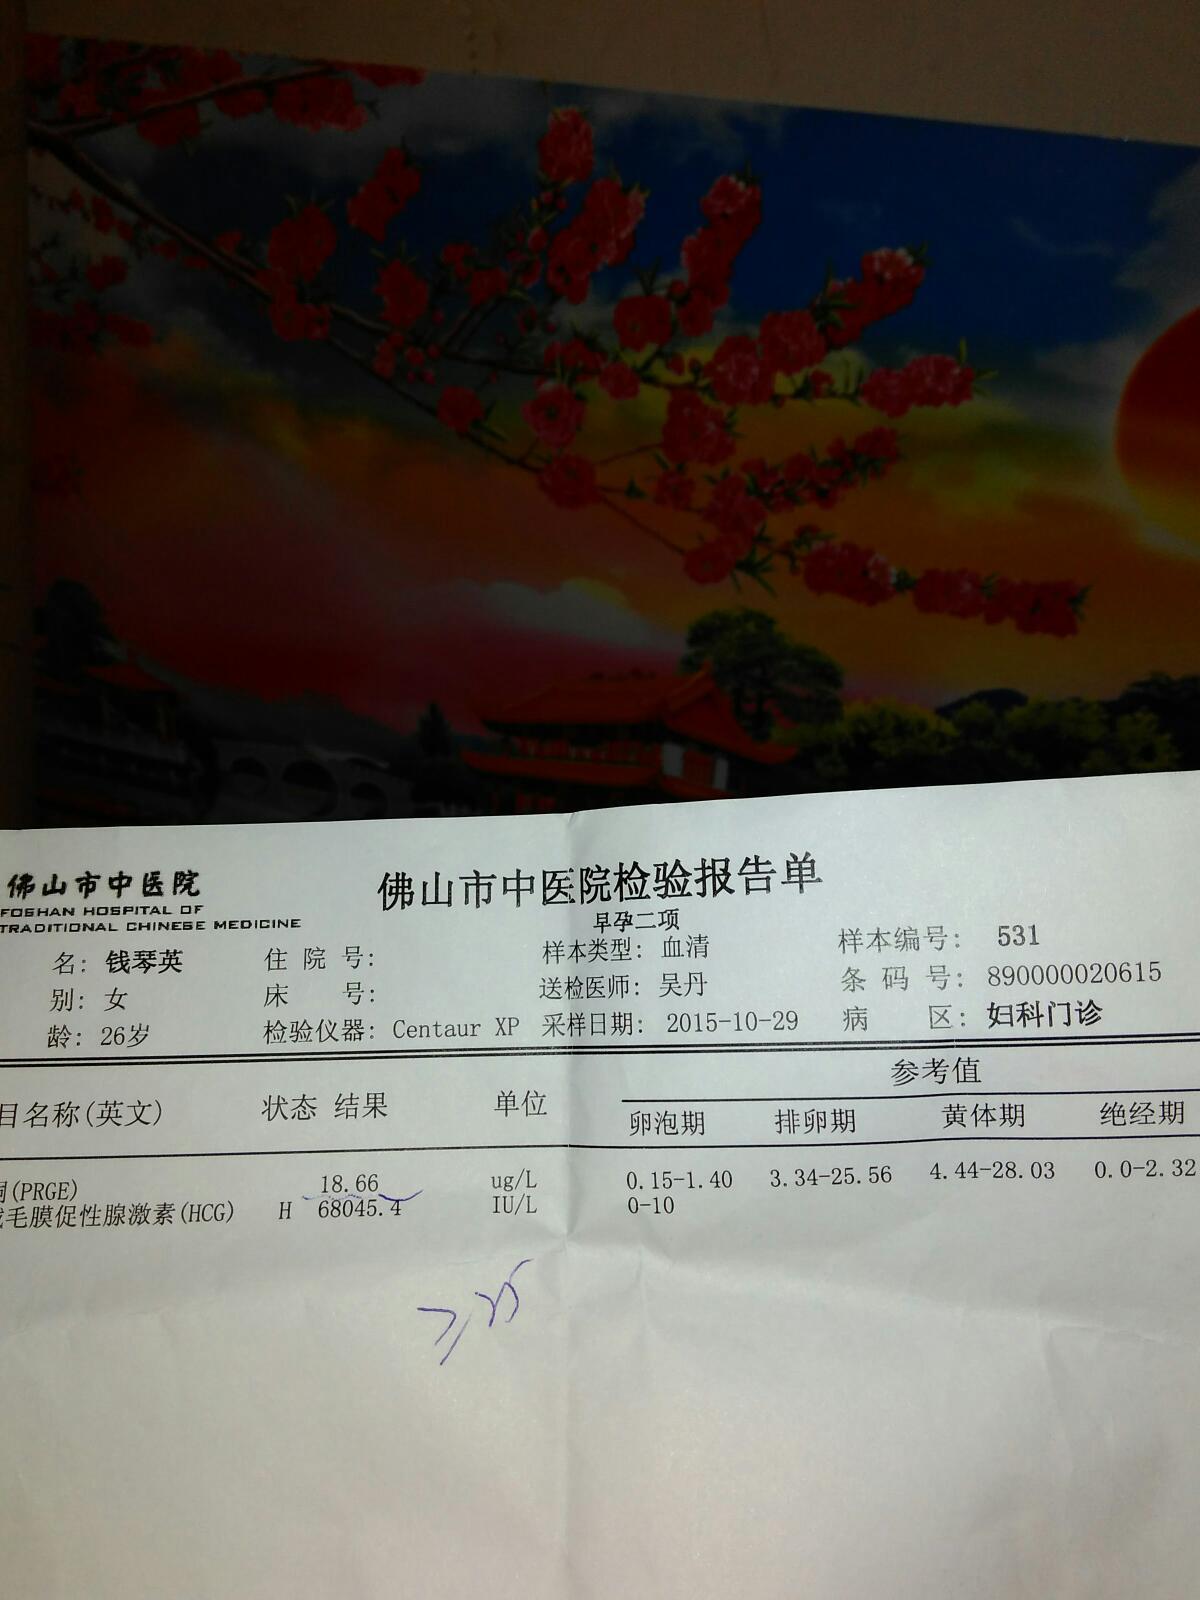 佛山市中医院
FOSHAN HOSPITAL OF
TRADITIONAL CHINESE MEDICINE
佛山市中医院检验报告单
早孕二项
名: 钱琴英 住 院 号: 样本类型: 血清 样本编号: 531
别: 女 床 号: 送检医师: 吴丹 条 码 号: 890000020615
龄: 26岁 检验仪器: Centaur XP 采样日期: 2015-10-29 病 区: 妇科门诊
参考值
目名称(英文) 状态 结果 单位 卵泡期 排卵期 黄体期 绝经期
酮(PRGE) 18.66 ug/L 0.15-1.40 3.34-25.56 4.44-28.03 0.0-2.32
毛膜促性腺激素(HCG) H 68045.4 IU/L 0-10